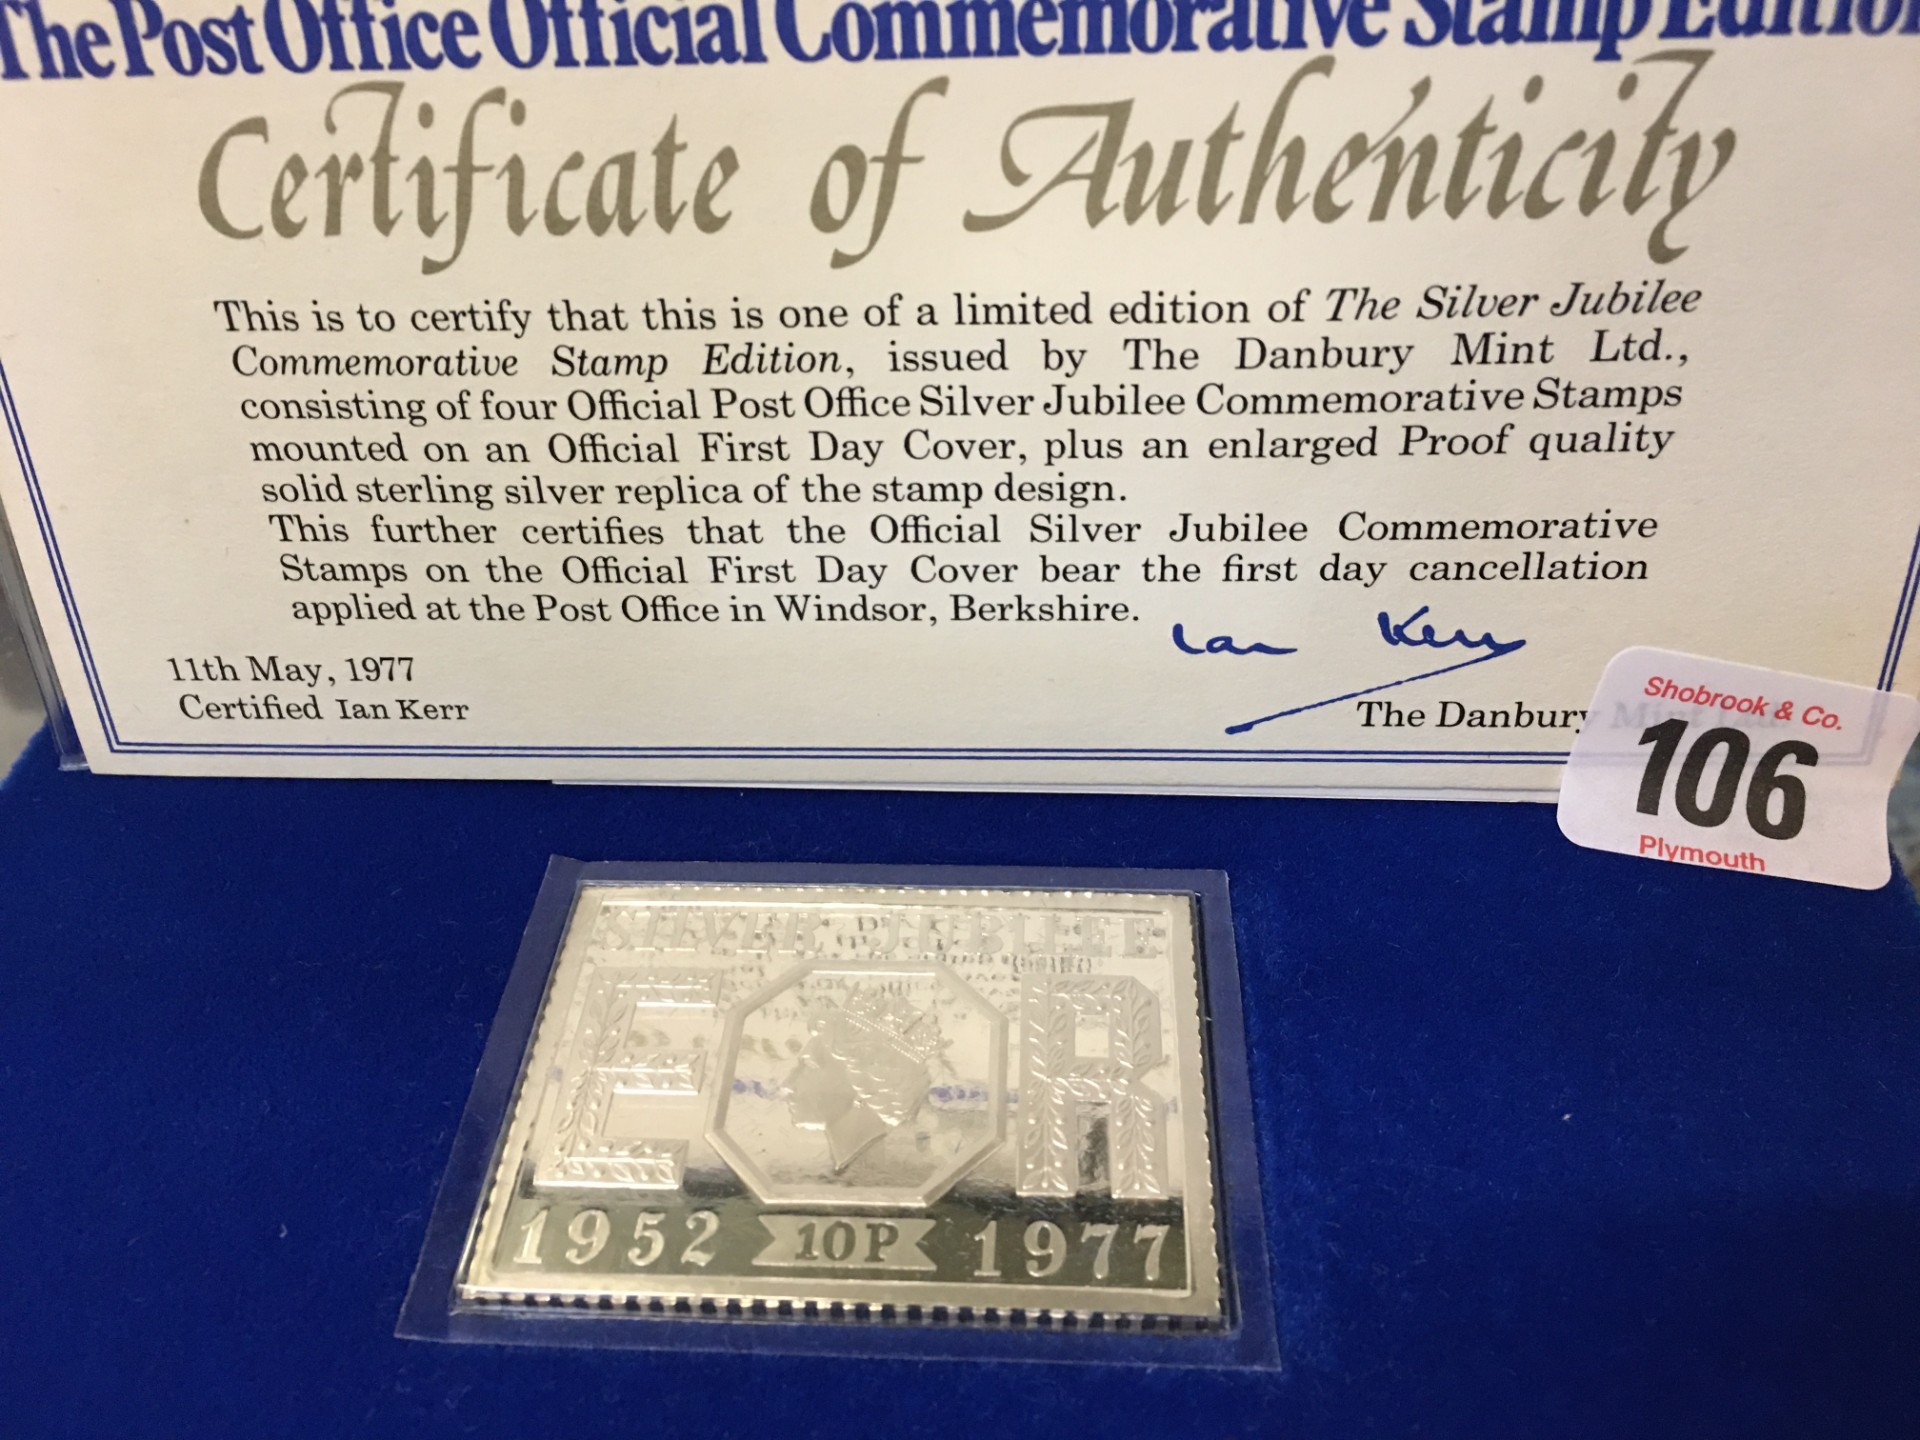 The Post Office Official Commemorative Stamp Edition
Certificate of Authenticity
This is to certify that this is one of a limited edition of The Silver Jubilee
Commemorative Stamp Edition, issued by The Danbury Mint Ltd.,
consisting of four Official Post Office Silver Jubilee Commemorative Stamps
mounted on an Official First Day Cover, plus an enlarged Proof quality
solid sterling silver replica of the stamp design.
This further certifies that the Official Silver Jubilee Commemorative
Stamps on the Official First Day Cover bear the first day cancellation
applied at the Post Office in Windsor, Berkshire.
Ian Kerr
11th May, 1977
Certified Ian Kerr
The Danbury Mint Ltd.
Shobrook & Co.
106
Plymouth
SILVER JUBILEE
E R
1952 10P 1977